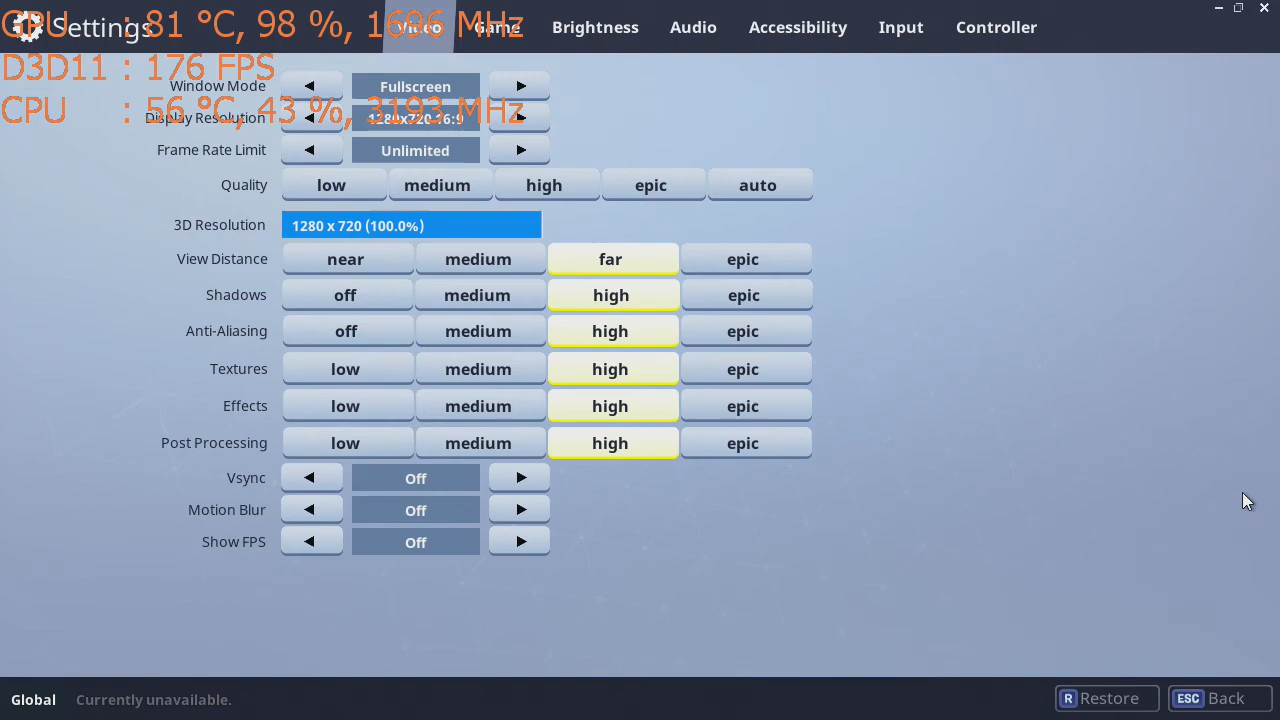 GPU : 81 °C, 98 %, 1696 MHz
Settings
Video Game Brightness Audio Accessibility Input Controller
D3D11 : 176 FPS
Window Mode Fullscreen
CPU : 56 °C, 43 %, 3193 MHz
Display Resolution 1280x720 16:9
Frame Rate Limit Unlimited
Quality low medium high epic auto
3D Resolution 1280 x 720 (100.0%)
View Distance near medium far epic
Shadows off medium high epic
Anti-Aliasing off medium high epic
Textures low medium high epic
Effects low medium high epic
Post Processing low medium high epic
Vsync Off
Motion Blur Off
Show FPS Off
Global Currently unavailable. R Restore ESC Back